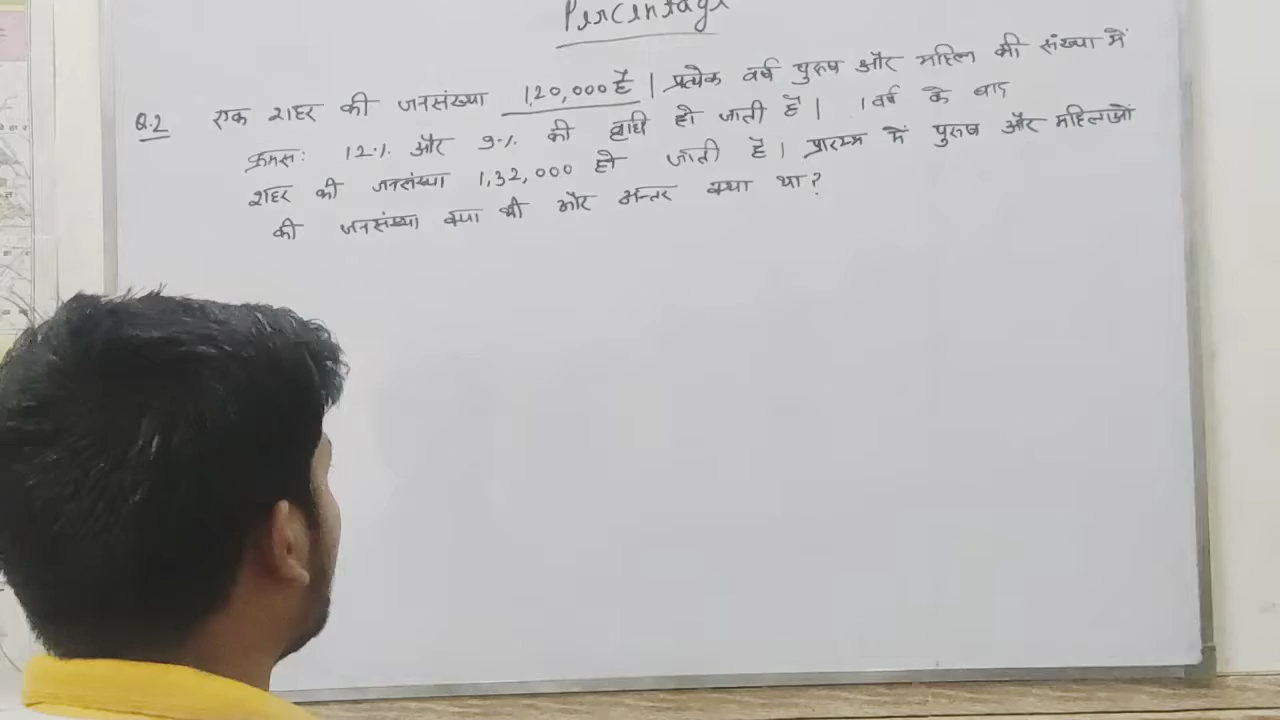 Percentage
Q.2 एक शहर की जनसंख्या 1,20,000 है । प्रत्येक वर्ष पुरुष और महिला की संख्या में
क्रमशः 12% और 9% की वृद्धि हो जाती है । 1 वर्ष के बाद
शहर की जनसंख्या 1,32,000 हो जाती है । प्रारम्भ में पुरुष और महिलाओं
की जनसंख्या क्या थी और अन्तर क्या था ?